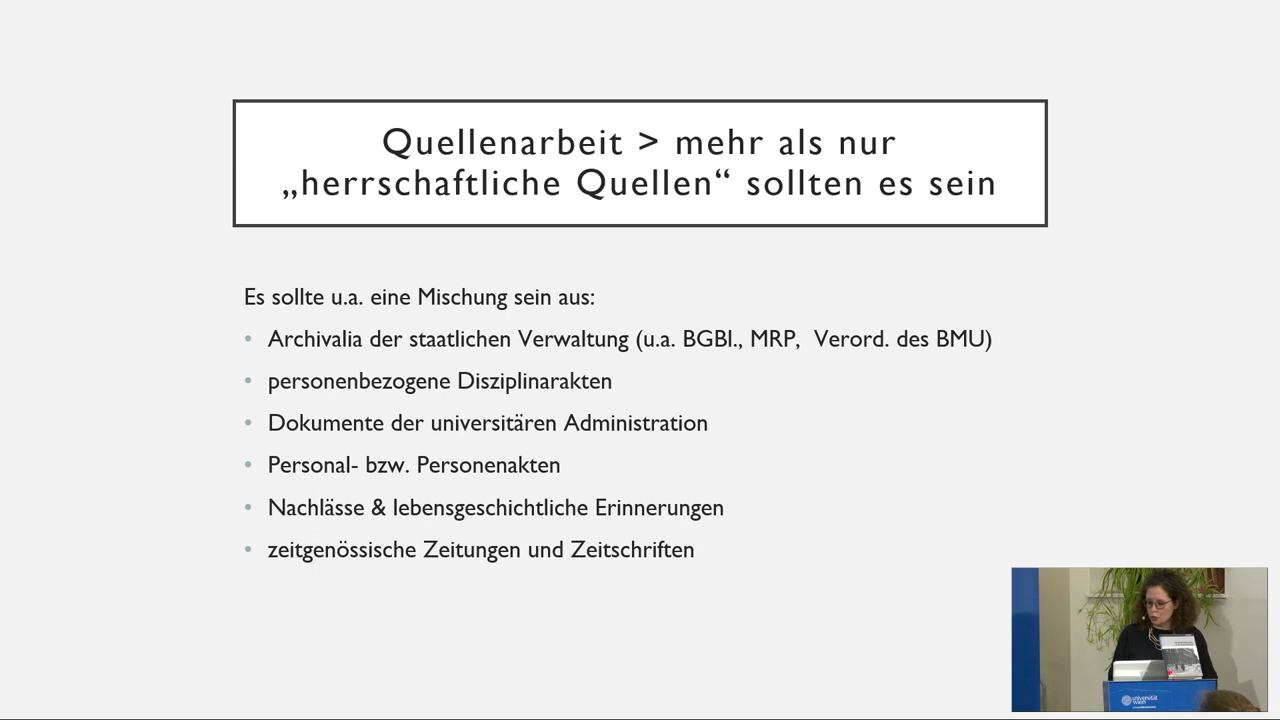 Quellenarbeit > mehr als nur
„herrschaftliche Quellen“ sollten es sein
Es sollte u.a. eine Mischung sein aus:
• Archivalia der staatlichen Verwaltung (u.a. BGBl., MRP, Verord. des BMU)
• personenbezogene Disziplinarakten
• Dokumente der universitären Administration
• Personal- bzw. Personenakten
• Nachlässe & lebensgeschichtliche Erinnerungen
• zeitgenössische Zeitungen und Zeitschriften
universität
wien